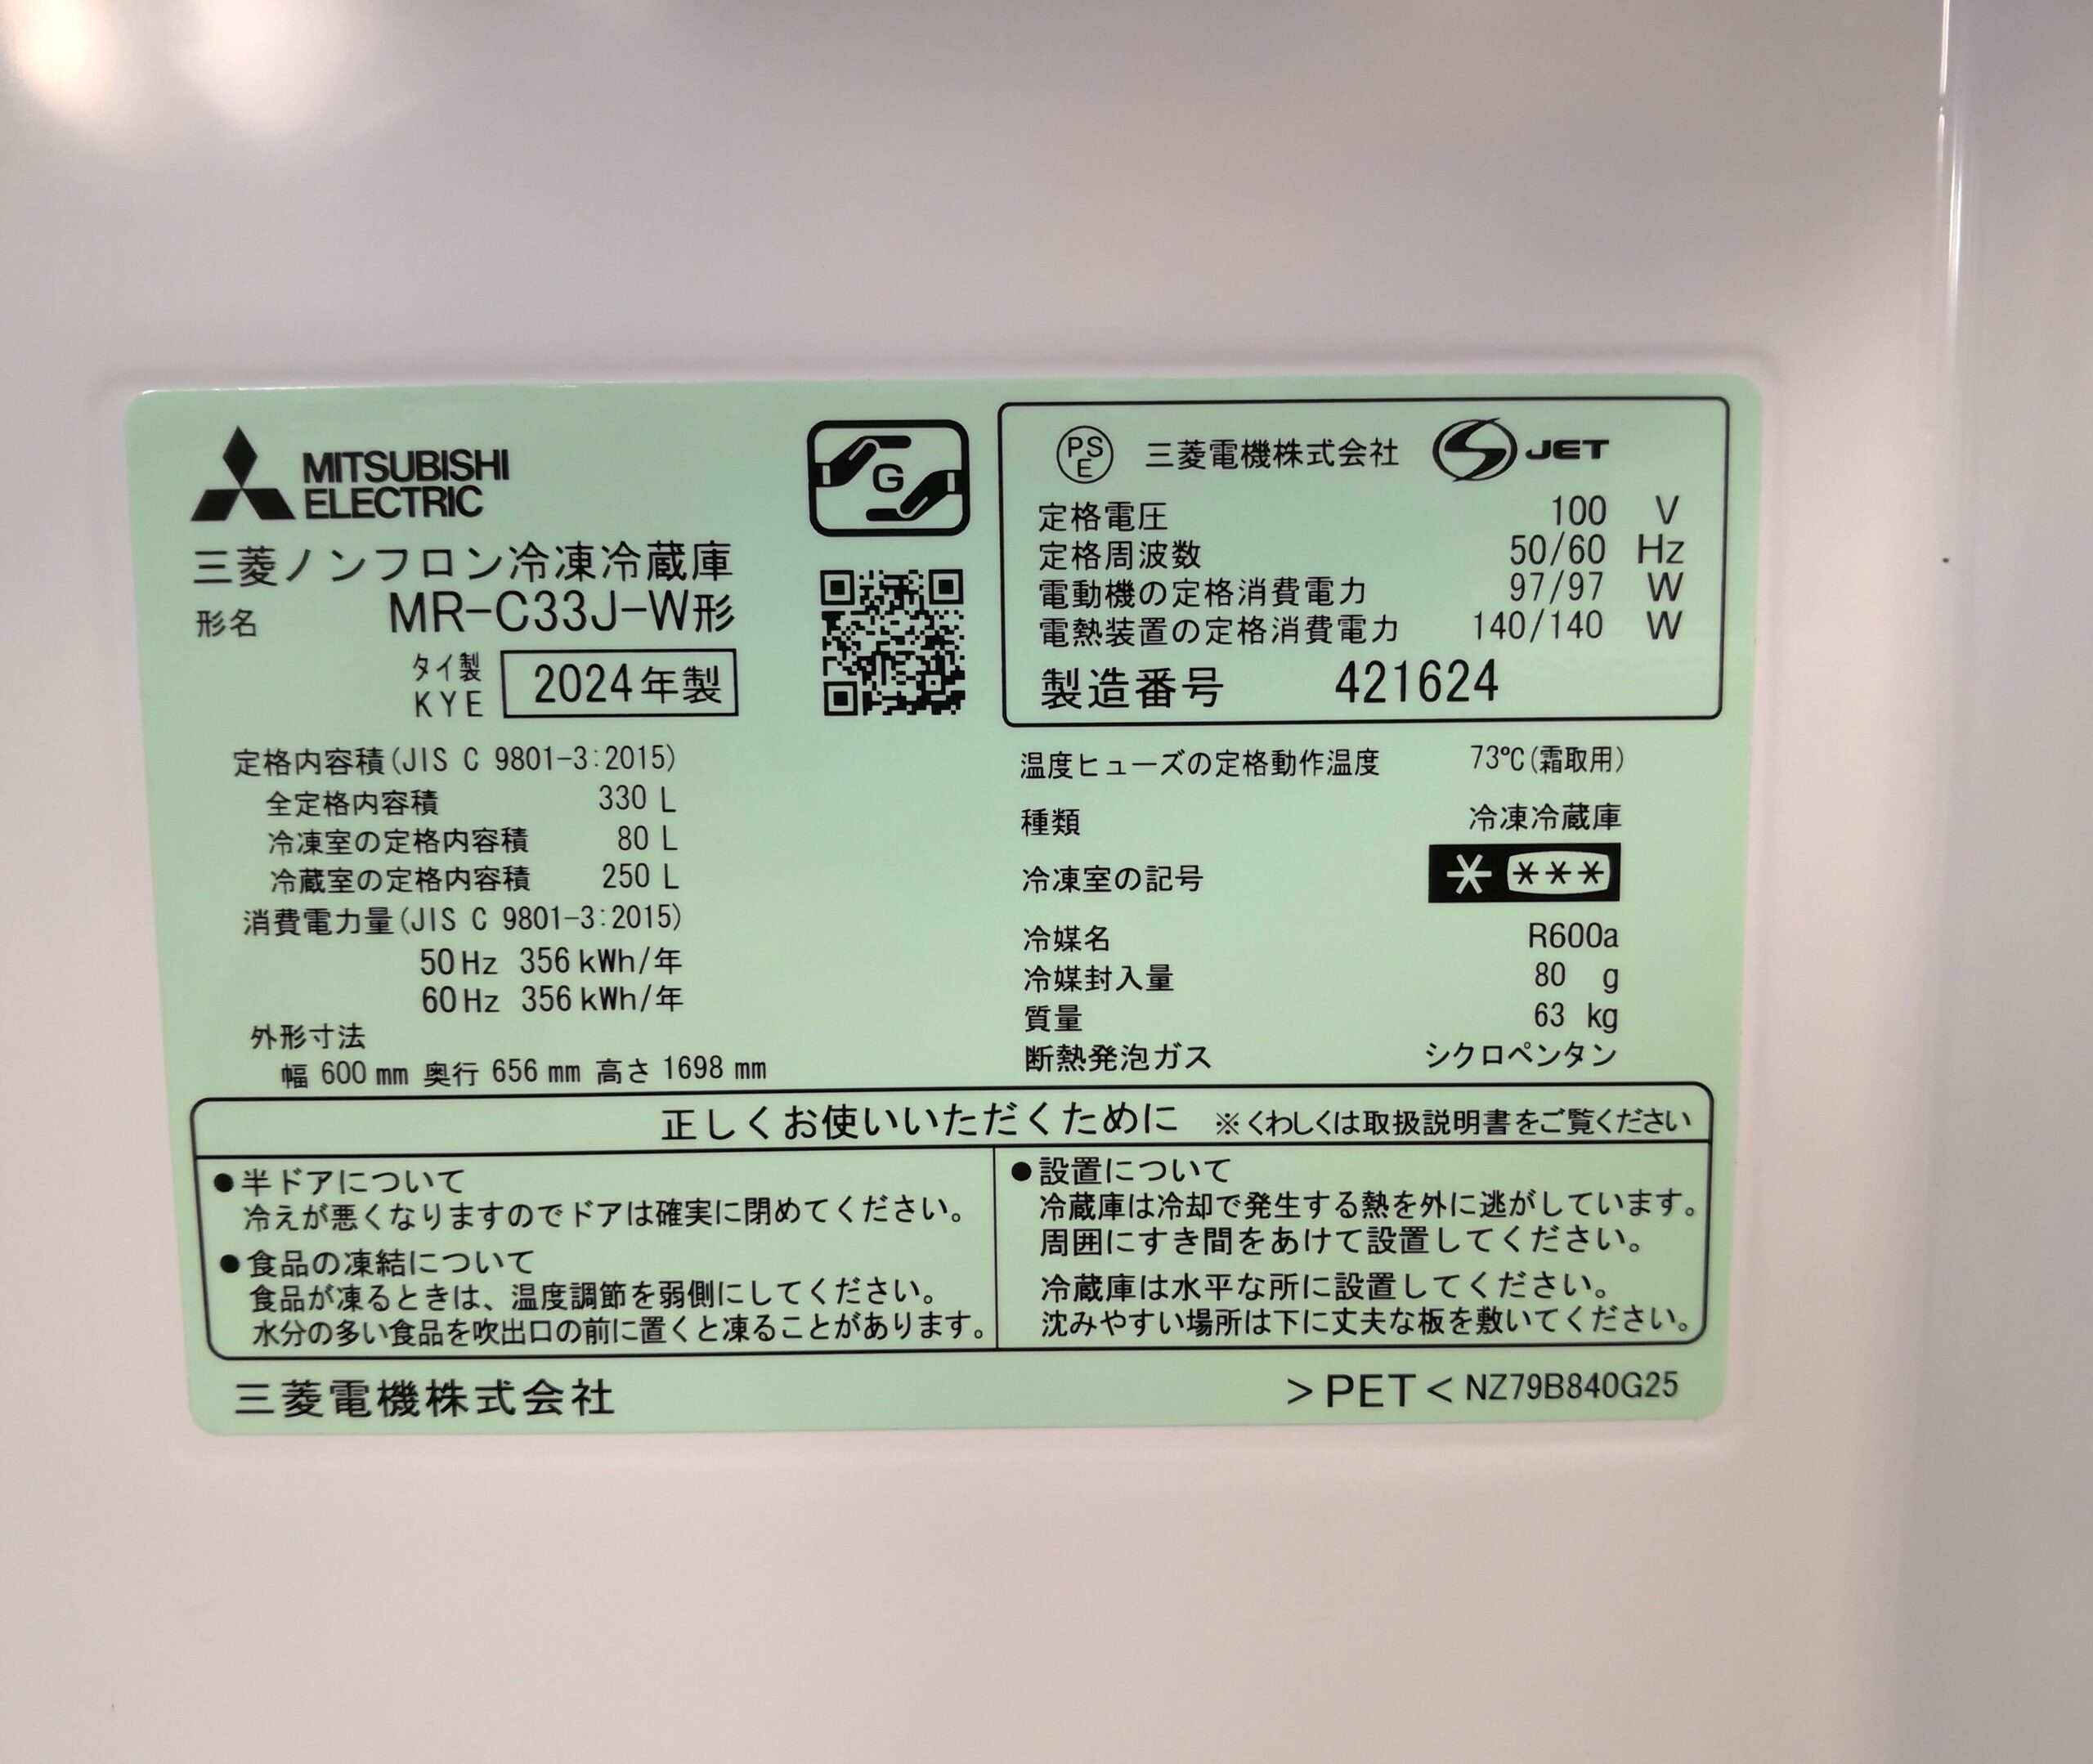 MITSUBISHI
ELECTRIC
三菱ノンフロン冷凍冷蔵庫
形名 MR-C33J-W形
タイ製
KYE
2024年製
G
定格内容積(JIS C 9801-3:2015)
全定格内容積 330 L
冷凍室の定格内容積 80 L
冷蔵室の定格内容積 250 L
消費電力量(JIS C 9801-3:2015)
50Hz 356kWh/年
60Hz 356kWh/年
外形寸法
幅 600mm 奥行 656mm 高さ 1698mm
PS
E
三菱電機株式会社 S JET
定格電圧 100 V
定格周波数 50/60 Hz
電動機の定格消費電力 97/97 W
電熱装置の定格消費電力 140/140 W
製造番号 421624
温度ヒューズの定格動作温度 73℃(霜取用)
種類 冷凍冷蔵庫
冷凍室の記号 * ***
冷媒名 R600a
冷媒封入量 80 g
質量 63 kg
断熱発泡ガス シクロペンタン
正しくお使いいただくために ※くわしくは取扱説明書をご覧ください
●半ドアについて
冷えが悪くなりますのでドアは確実に閉めてください。
●食品の凍結について
食品が凍るときは、温度調節を弱側にしてください。
水分の多い食品を吹出口の前に置くと凍ることがあります。
●設置について
冷蔵庫は冷却で発生する熱を外に逃がしています。
周囲にすき間をあけて設置してください。
冷蔵庫は水平な所に設置してください。
沈みやすい場所は下に丈夫な板を敷いてください。
三菱電機株式会社
>PET< NZ79B840G25